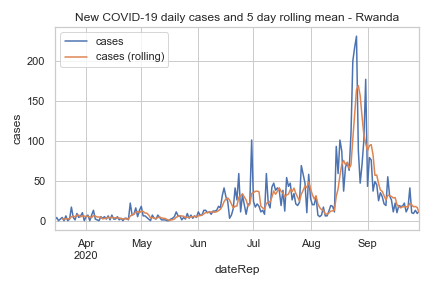 New COVID-19 daily cases and 5 day rolling mean - Rwanda
cases
cases (rolling)
200
150
100
50
0
cases
Apr
2020
May
Jun
Jul
Aug
Sep
dateRep